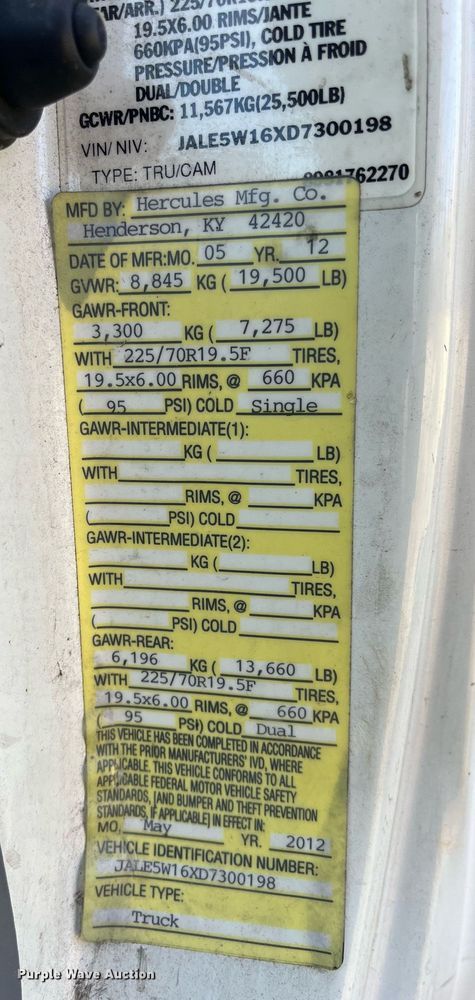 19.5X6.00 RIMS/JANTE
660KPA(95PSI), COLD TIRE
PRESSURE/PRESSION À FROID
DUAL/DOUBLE
GCWR/PNBC: 11,567KG(25,500LB)
VIN/ NIV: JALE5W16XD7300198
TYPE: TRU/CAM
MFD BY: Hercules Mfg. Co.
Henderson, KY 42420
DATE OF MFR:MO. 05 YR. 12
GVWR: 8,845 KG ( 19,500 LB)
GAWR-FRONT:
3,300 KG ( 7,275 LB)
WITH 225/70R19.5F TIRES,
19.5x6.00 RIMS, @ 660 KPA
( 95 PSI) COLD Single
GAWR-INTERMEDIATE(1):
KG ( LB)
WITH TIRES,
RIMS, @ KPA
( PSI) COLD
GAWR-INTERMEDIATE(2):
KG ( LB)
WITH TIRES,
RIMS, @ KPA
( PSI) COLD
GAWR-REAR:
6,196 KG ( 13,660 LB)
WITH 225/70R19.5F TIRES,
19.5x6.00 RIMS, @ 660 KPA
( 95 PSI) COLD Dual
THIS VEHICLE HAS BEEN COMPLETED IN ACCORDANCE
WITH THE PRIOR MANUFACTURERS' IVD, WHERE
APPLICABLE. THIS VEHICLE CONFORMS TO ALL
APPLICABLE FEDERAL MOTOR VEHICLE SAFETY
STANDARDS, [AND BUMPER AND THEFT PREVENTION
STANDARDS, IF APPLICABLE] IN EFFECT IN:
MO. May YR. 2012
VEHICLE IDENTIFICATION NUMBER:
JALE5W16XD7300198
VEHICLE TYPE:
Truck
Purple Wave Auction